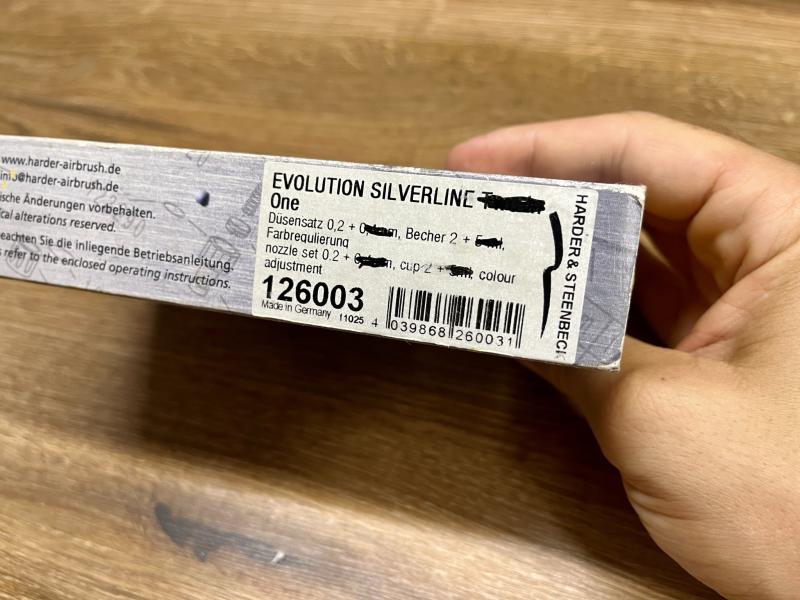 www.harder-airbrush.de
@harder-airbrush.de
ische Änderungen vorbehalten.
cal alterations reserved.
eachten Sie die inliegende Betriebsanleitung.
s refer to the enclosed operating instructions.
EVOLUTION SILVERLINE
One
Düsensatz 0,2 + , Becher 2 +
Farbregulierung
nozzle set 0.2 + , cup 2 + colour
adjustment
126003
Made in Germany 11025
4 039868 260031
HARDER & STEENBECK